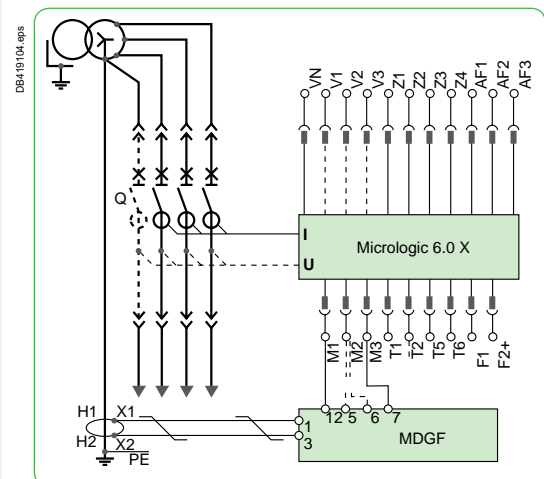 DB419104.eps
VN
V1
V2
V3
Z1
Z2
Z3
Z4
AF1
AF2
AF3
Q
I
U
Micrologic 6.0 X
M1
M2
M3
T1
T2
T5
T6
F1
F2+
H1 X1
H2 X2
PE
1
3
12 5 6 7
MDGF